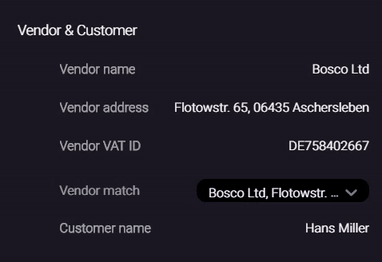 Vendor & Customer
Vendor name Bosco Ltd
Vendor address Flotowstr. 65, 06435 Aschersleben
Vendor VAT ID DE758402667
Vendor match Bosco Ltd, Flotowstr. ...
Customer name Hans Miller